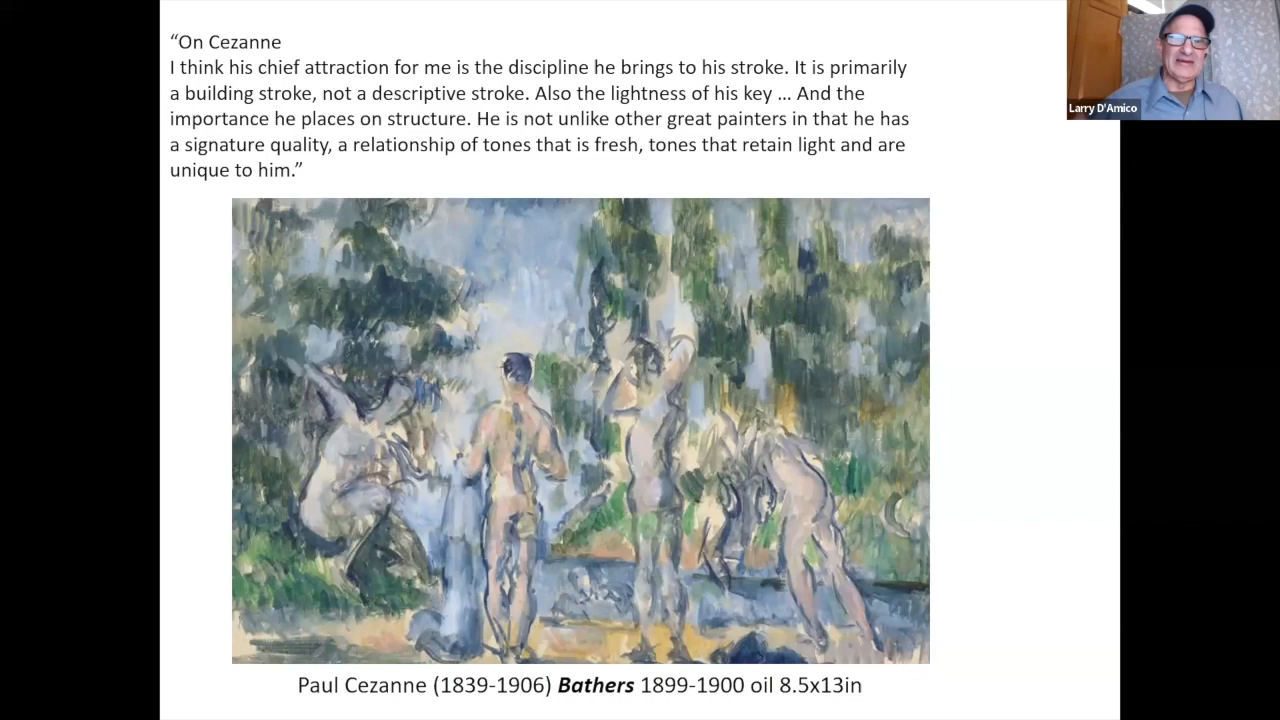 “On Cezanne
I think his chief attraction for me is the discipline he brings to his stroke. It is primarily
a building stroke, not a descriptive stroke. Also the lightness of his key ... And the
importance he places on structure. He is not unlike other great painters in that he has
a signature quality, a relationship of tones that is fresh, tones that retain light and are
unique to him.”
Larry D'Amico
Paul Cezanne (1839-1906) Bathers 1899-1900 oil 8.5x13in